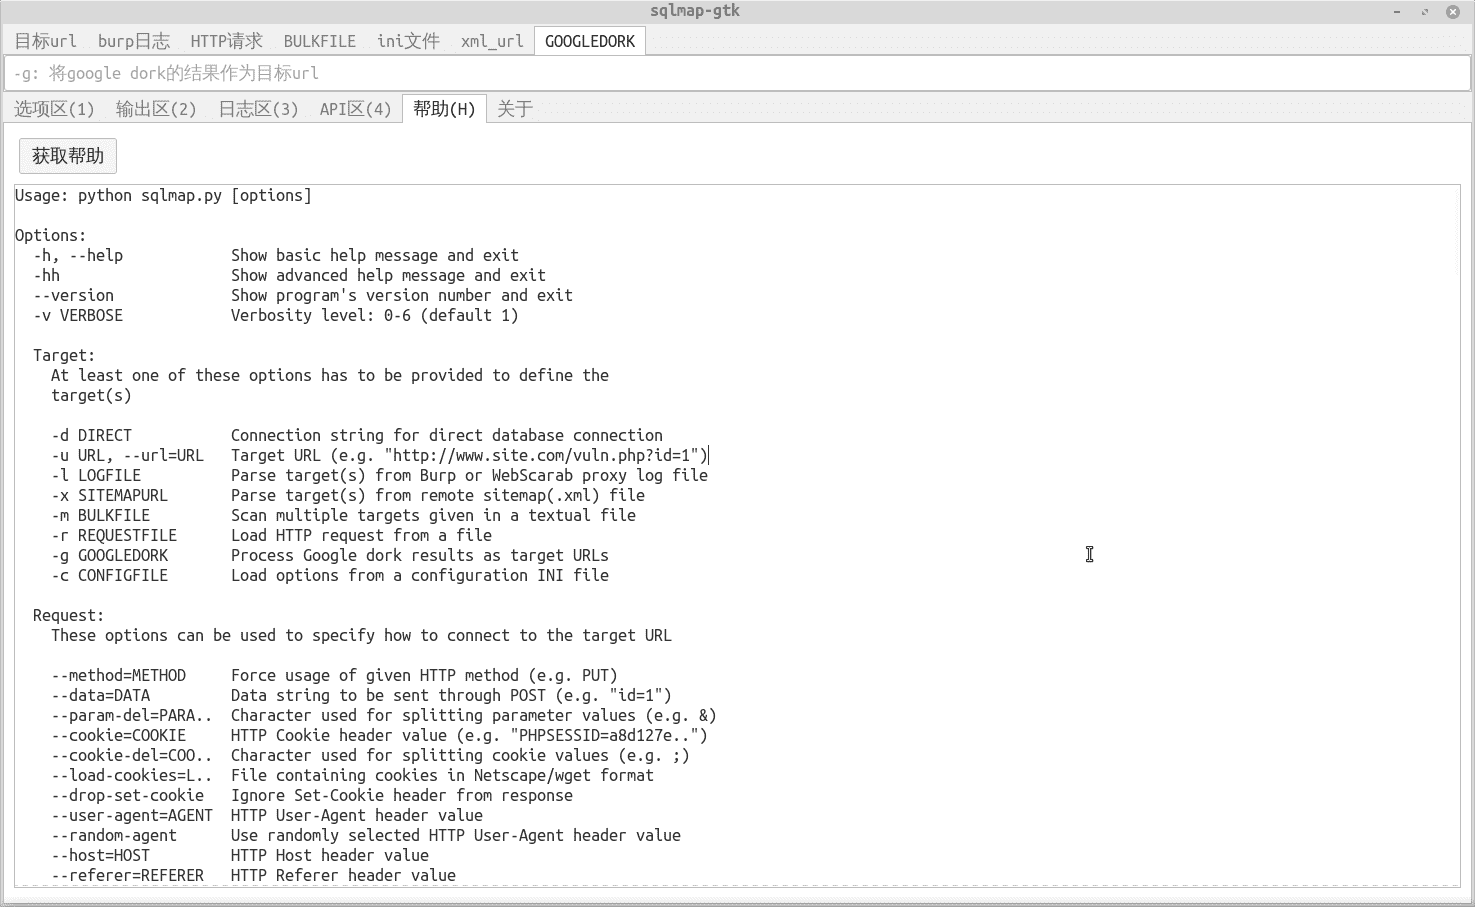 sqlmap-gtk
目标url burp日志 HTTP请求 BULKFILE ini文件 xml_url GOOGLEDORK
-g: 将google dork的结果作为目标url
选项区(1) 输出区(2) 日志区(3) API区(4) 帮助(H) 关于
获取帮助
Usage: python sqlmap.py [options]
Options:
-h, --help Show basic help message and exit
-hh Show advanced help message and exit
--version Show program's version number and exit
-v VERBOSE Verbosity level: 0-6 (default 1)
Target:
At least one of these options has to be provided to define the
target(s)
-d DIRECT Connection string for direct database connection
-u URL, --url=URL Target URL (e.g. "http://www.site.com/vuln.php?id=1")
-l LOGFILE Parse target(s) from Burp or WebScarab proxy log file
-x SITEMAPURL Parse target(s) from remote sitemap(.xml) file
-m BULKFILE Scan multiple targets given in a textual file
-r REQUESTFILE Load HTTP request from a file
-g GOOGLEDORK Process Google dork results as target URLs
-c CONFIGFILE Load options from a configuration INI file
Request:
These options can be used to specify how to connect to the target URL
--method=METHOD Force usage of given HTTP method (e.g. PUT)
--data=DATA Data string to be sent through POST (e.g. "id=1")
--param-del=PARA.. Character used for splitting parameter values (e.g. &)
--cookie=COOKIE HTTP Cookie header value (e.g. "PHPSESSID=a8d127e..")
--cookie-del=COO.. Character used for splitting cookie values (e.g. ;)
--load-cookies=L.. File containing cookies in Netscape/wget format
--drop-set-cookie Ignore Set-Cookie header from response
--user-agent=AGENT HTTP User-Agent header value
--random-agent Use randomly selected HTTP User-Agent header value
--host=HOST HTTP Host header value
--referer=REFERER HTTP Referer header value